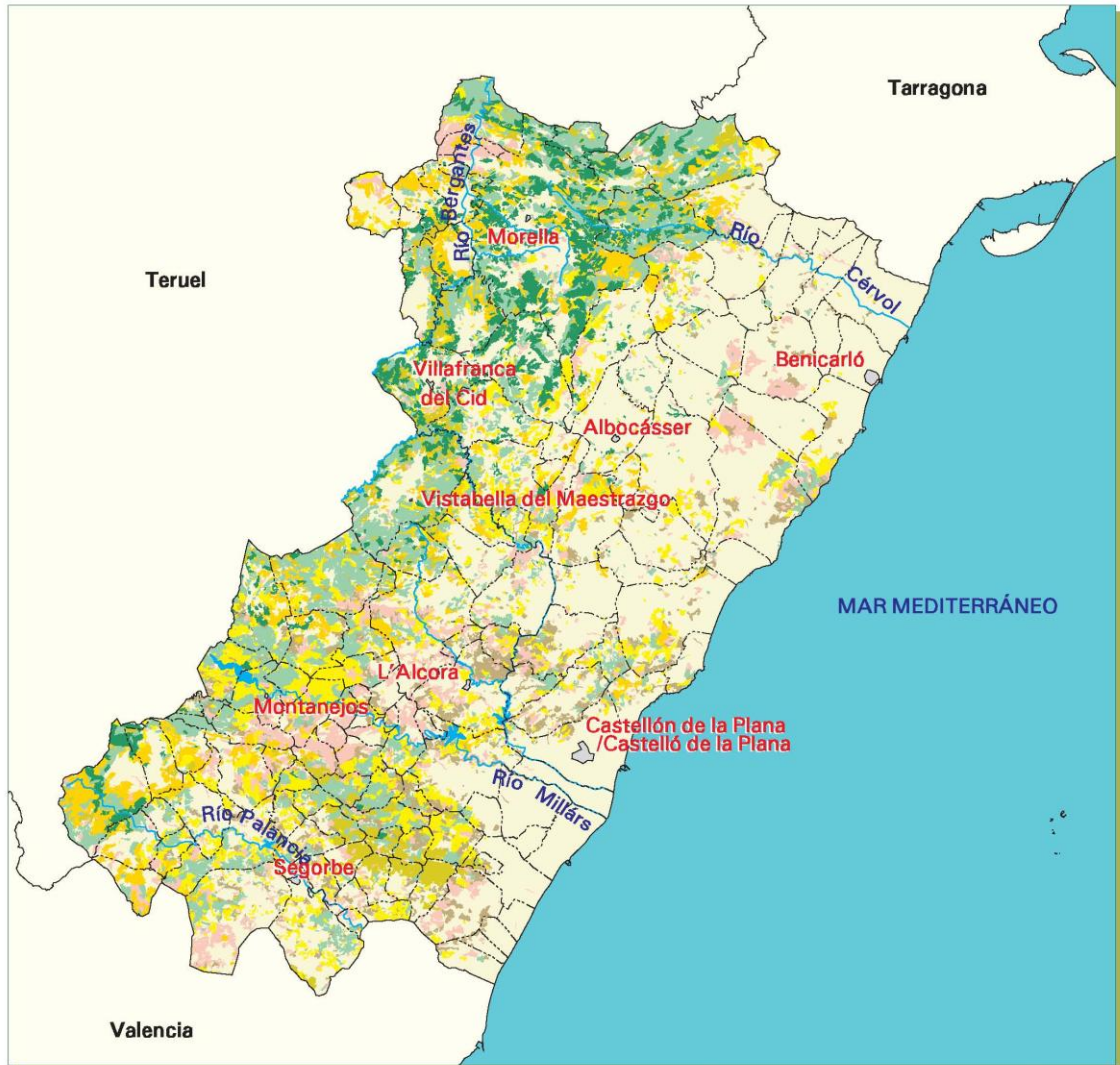 Tarragona
Río Bergantes
Morella
Río
Cérvol
Teruel
Villafranca
del Cid
Benicarló
Albocásser
Vistabella del Maestrazgo
MAR MEDITERRÁNEO
L'Alcora
Montanejos
Castellón de la Plana
/Castelló de la Plana
Río Millárs
Río Palancia
Segorbe
Valencia